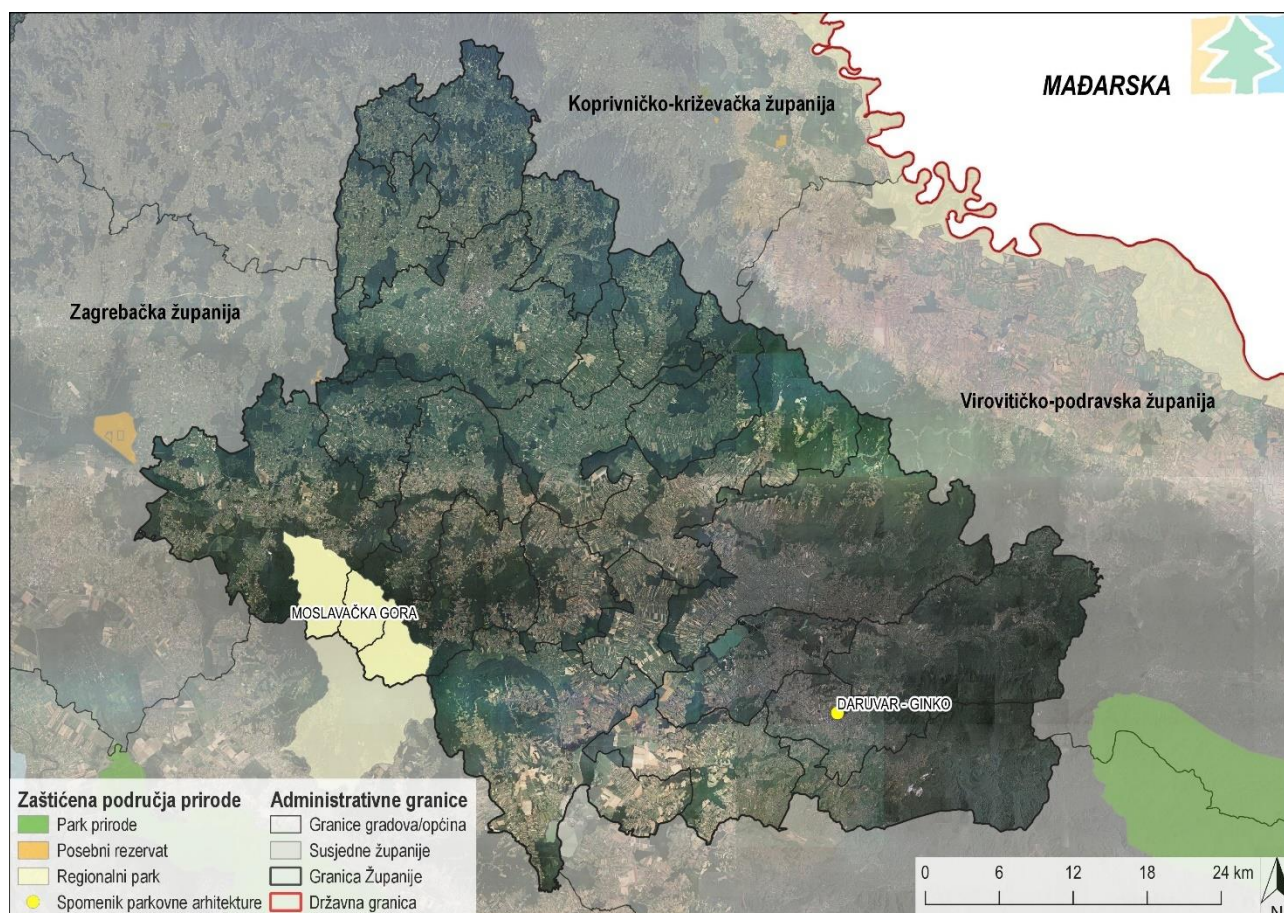 MAĐARSKA
Koprivničko-križevačka županija
Zagrebačka županija
Virovitičko-podravska županija
MOSLAVAČKA GORA
DARUVAR - GINKO
Zaštićena područja prirode
Park prirode
Posebni rezervat
Regionalni park
Spomenik parkovne arhitekture
Administrativne granice
Granice gradova/općina
Susjedne županije
Granica Županije
Državna granica
0 6 12 18 24 km
N